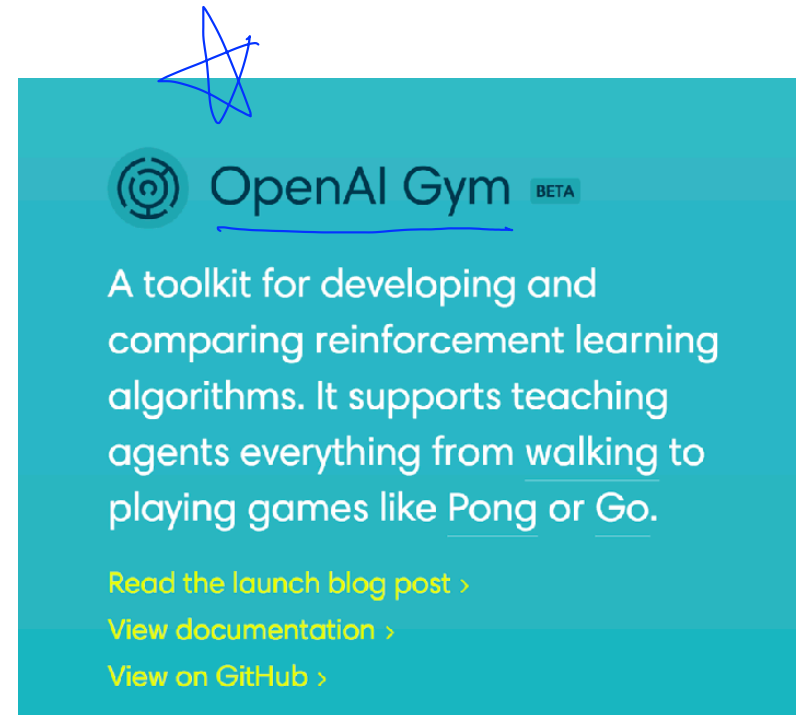 OpenAI Gym BETA
A toolkit for developing and
comparing reinforcement learning
algorithms. It supports teaching
agents everything from walking to
playing games like Pong or Go.
Read the launch blog post >
View documentation >
View on GitHub >